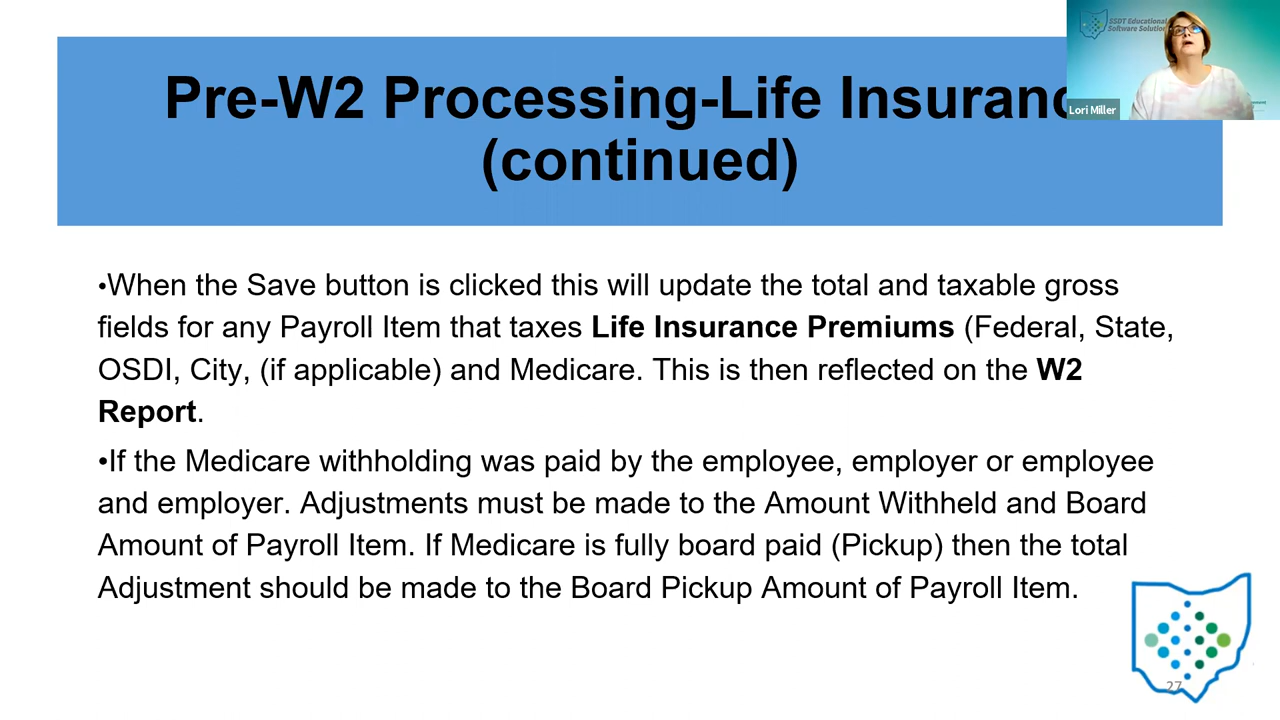 SSDT Educational
Software Solution
Lori Miller
Pre-W2 Processing-Life Insuranc
(continued)
•When the Save button is clicked this will update the total and taxable gross
fields for any Payroll Item that taxes Life Insurance Premiums (Federal, State,
OSDI, City, (if applicable) and Medicare. This is then reflected on the W2
Report.
•If the Medicare withholding was paid by the employee, employer or employee
and employer. Adjustments must be made to the Amount Withheld and Board
Amount of Payroll Item. If Medicare is fully board paid (Pickup) then the total
Adjustment should be made to the Board Pickup Amount of Payroll Item.
27